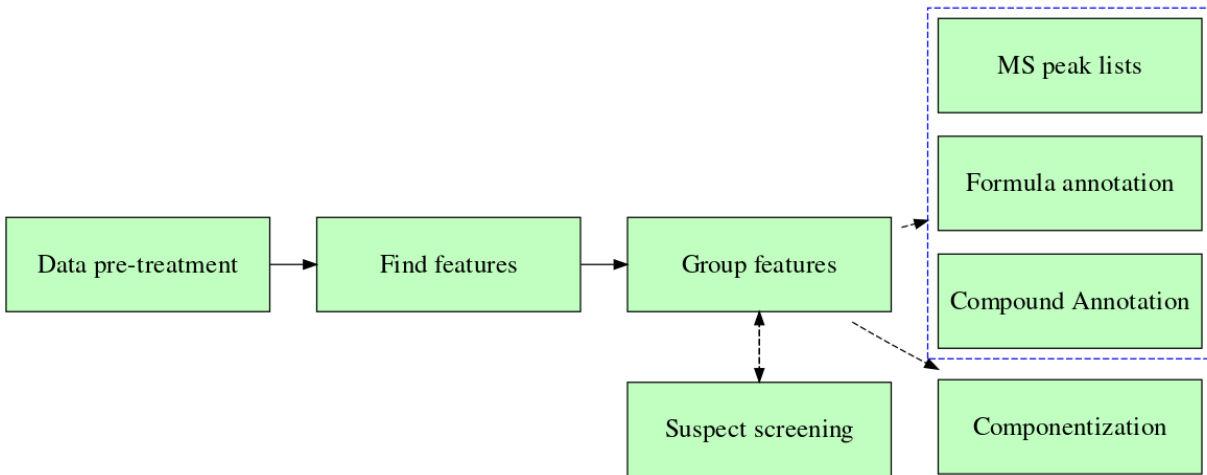 MS peak lists
Formula annotation
Data pre-treatment
Find features
Group features
Compound Annotation
Suspect screening
Componentization